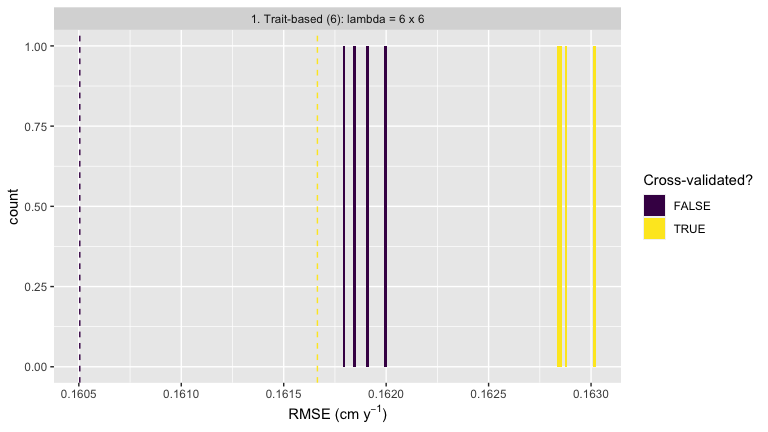 1. Trait-based (6): lambda = 6 x 6
1.00
0.75
0.50
0.25
0.00
count
0.1605 0.1610 0.1615 0.1620 0.1625 0.1630
RMSE (cm y⁻¹)
Cross-validated?
FALSE
TRUE